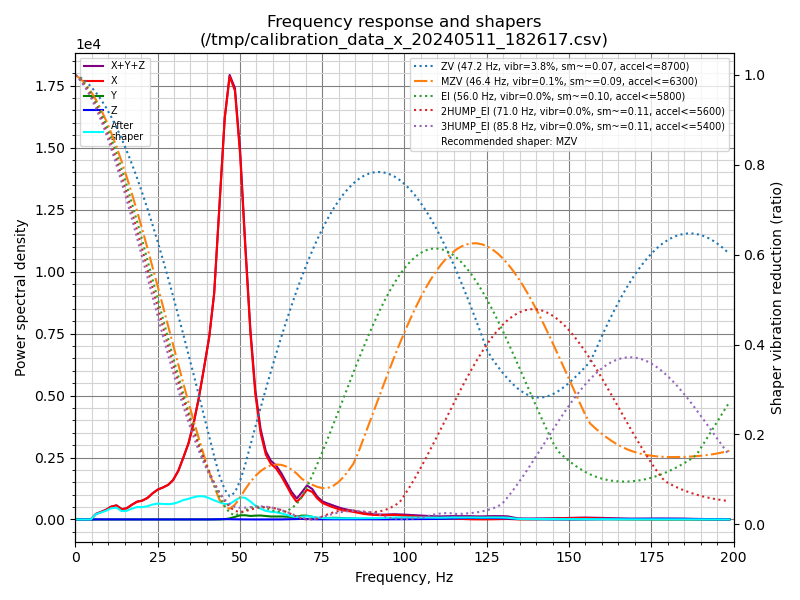 Frequency response and shapers
(/tmp/calibration_data_x_20240511_182617.csv)
1e4
X+Y+Z
X
Y
Z
After
shaper
ZV (47.2 Hz, vibr=3.8%, sm~=0.07, accel<=8700)
MZV (46.4 Hz, vibr=0.1%, sm~=0.09, accel<=6300)
EI (56.0 Hz, vibr=0.0%, sm~=0.10, accel<=5800)
2HUMP_EI (71.0 Hz, vibr=0.0%, sm~=0.11, accel<=5600)
3HUMP_EI (85.8 Hz, vibr=0.0%, sm~=0.11, accel<=5400)
Recommended shaper: MZV
Power spectral density
1.75
1.50
1.25
1.00
0.75
0.50
0.25
0.00
1.0
0.8
0.6
0.4
0.2
0.0
Shaper vibration reduction (ratio)
0 25 50 75 100 125 150 175 200
Frequency, Hz